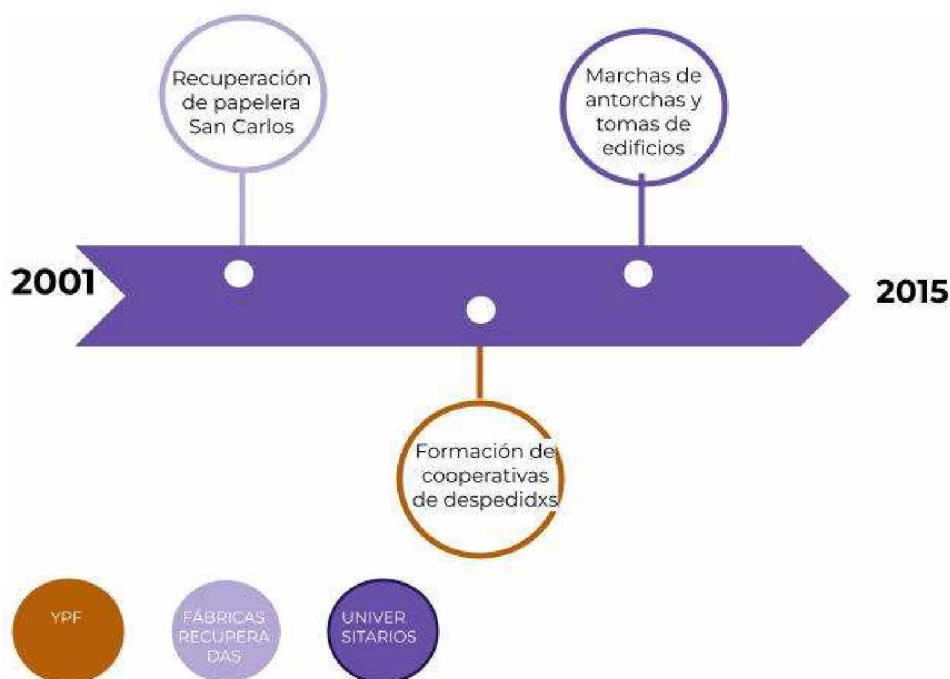 Recuperación
de papelera
San Carlos
Marchas de
antorchas y
tomas de
edificios
2001
2015
Formación de
cooperativas
de despedidxs
YPF
FÁBRICAS
RECUPERA
DAS
UNIVER
SITARIOS